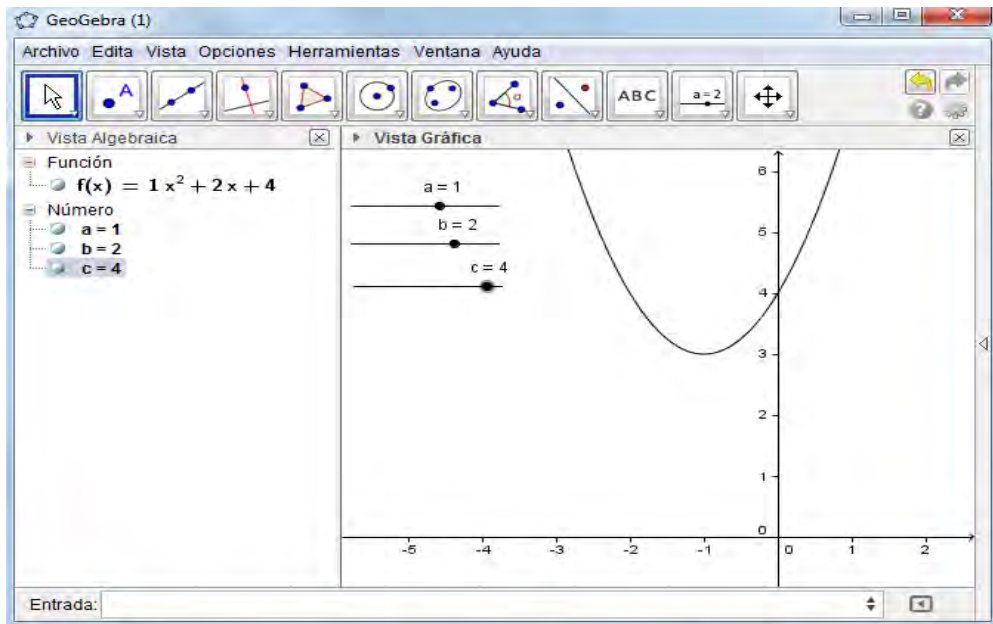 GeoGebra (1)
Archivo Edita Vista Opciones Herramientas Ventana Ayuda
A
α
ABC
a = 2
Vista Algebraica
Vista Gráfica
Función
f(x) = 1 x² + 2 x + 4
Número
a = 1
b = 2
c = 4
a = 1
b = 2
c = 4
6
5
4
3
2
1
0
-5 -4 -3 -2 -1 0 1 2
Entrada: